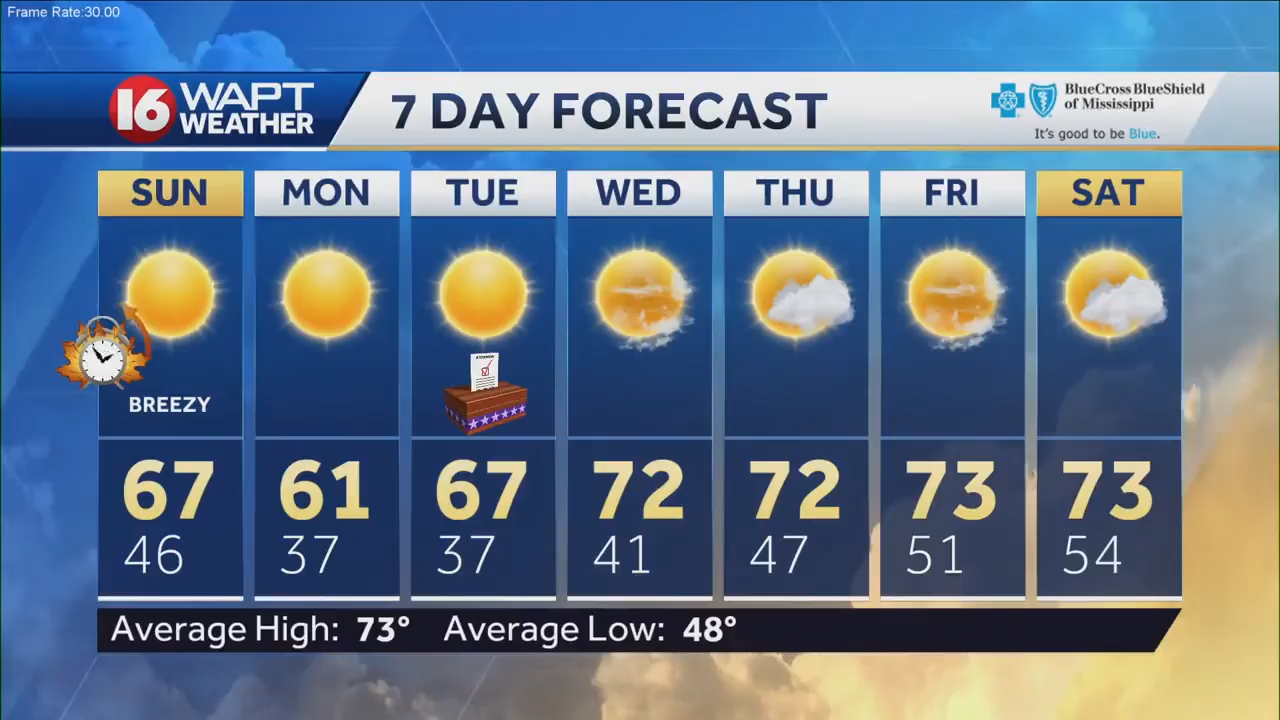 Frame Rate:30.00
16 WAPT
WEATHER
7 DAY FORECAST
BlueCross BlueShield
of Mississippi
It's good to be Blue.
SUN MON TUE WED THU FRI SAT
BREEZY
67 61 67 72 72 73 73
46 37 37 41 47 51 54
Average High: 73° Average Low: 48°